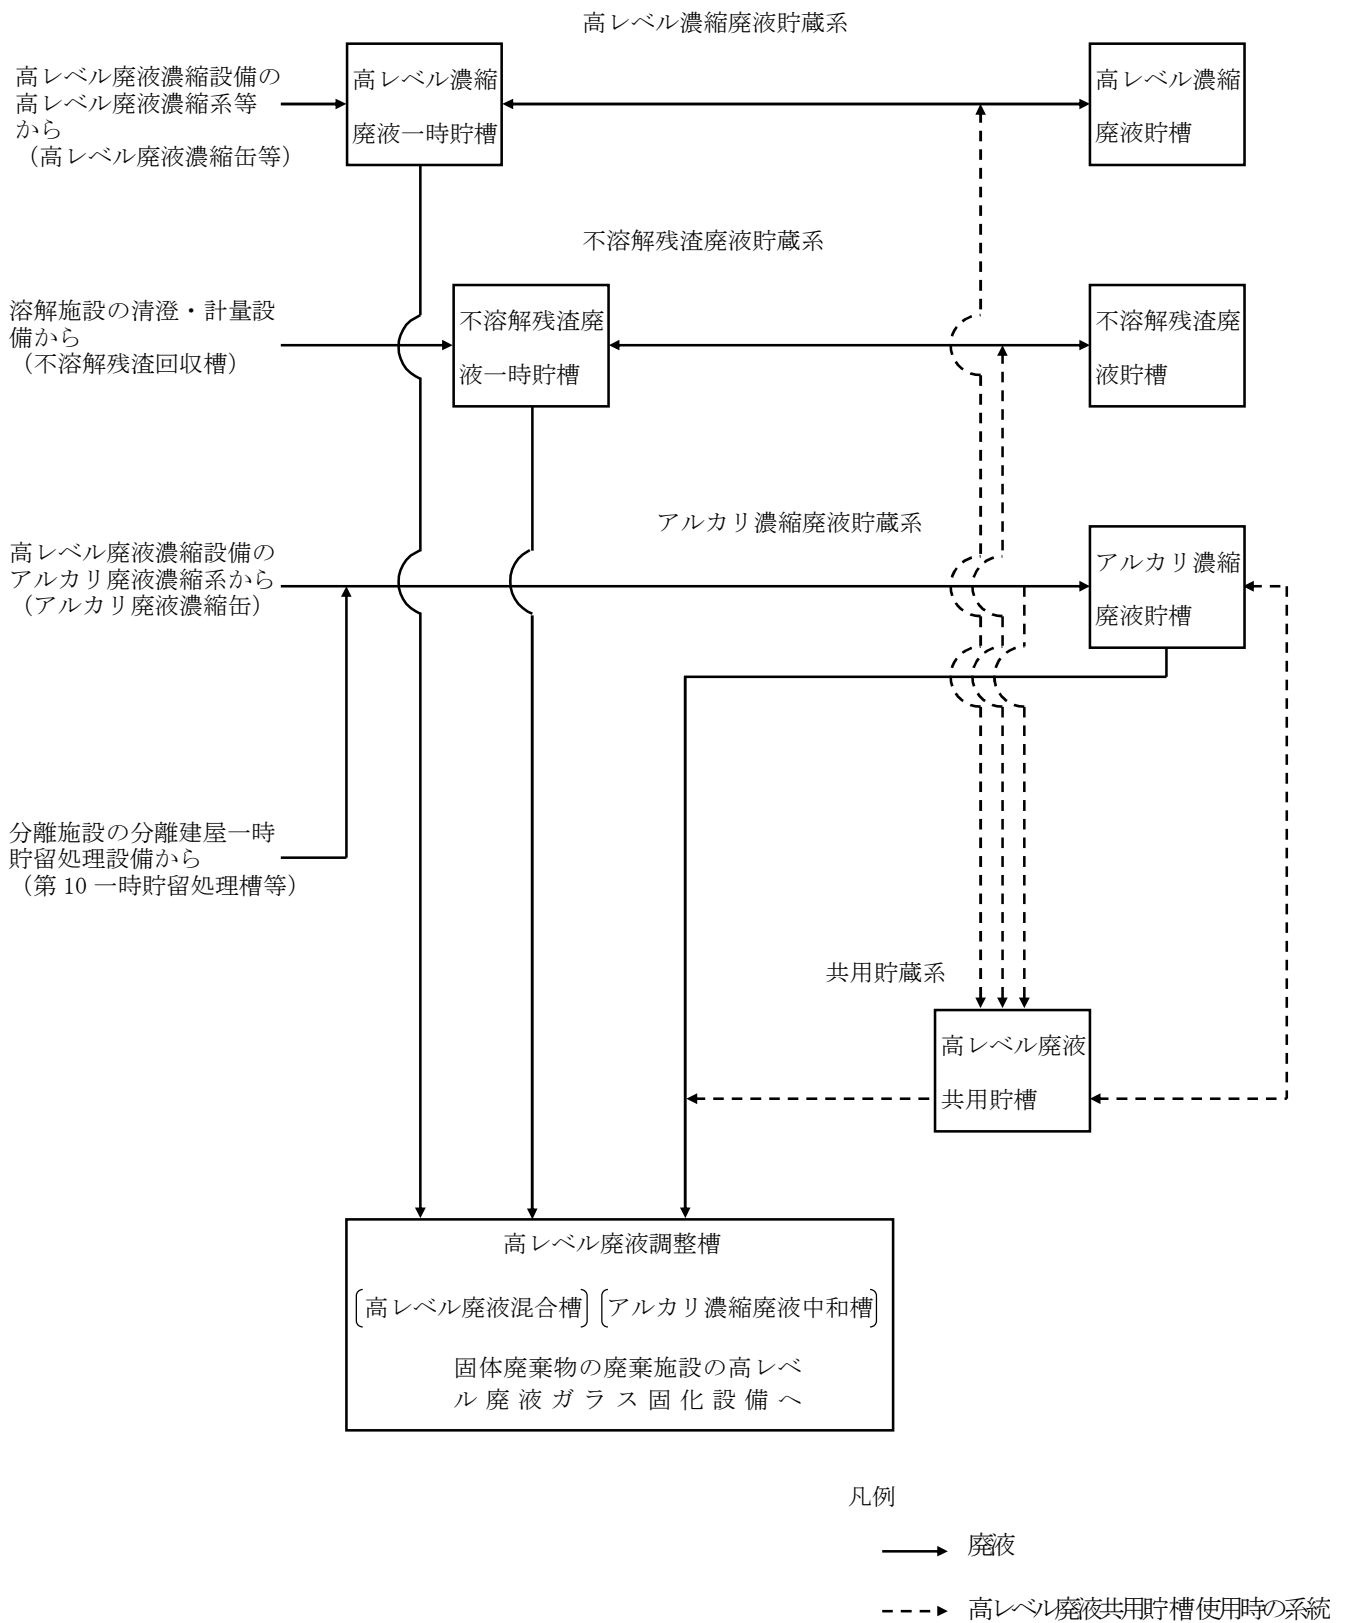 高レベル濃縮廃液貯蔵系
高レベル廃液濃縮設備の
高レベル廃液濃縮系等
から
（高レベル廃液濃縮缶等）
高レベル濃縮
廃液一時貯槽
高レベル濃縮
廃液貯槽
不溶解残渣廃液貯蔵系
溶解施設の清澄・計量設
備から
（不溶解残渣回収槽）
不溶解残渣廃
液一時貯槽
不溶解残渣廃
液貯槽
アルカリ濃縮廃液貯蔵系
高レベル廃液濃縮設備の
アルカリ廃液濃縮系から
（アルカリ廃液濃縮缶）
アルカリ濃縮
廃液貯槽
分離施設の分離建屋一時
貯留処理設備から
（第10一時貯留処理槽等）
共用貯蔵系
高レベル廃液
共用貯槽
高レベル廃液調整槽
〔高レベル廃液混合槽〕〔アルカリ濃縮廃液中和槽〕
固体廃棄物の廃棄施設の高レベ
ル廃液ガラス固化設備へ
凡例
廃液
高レベル廃液共用貯槽使用時の系統